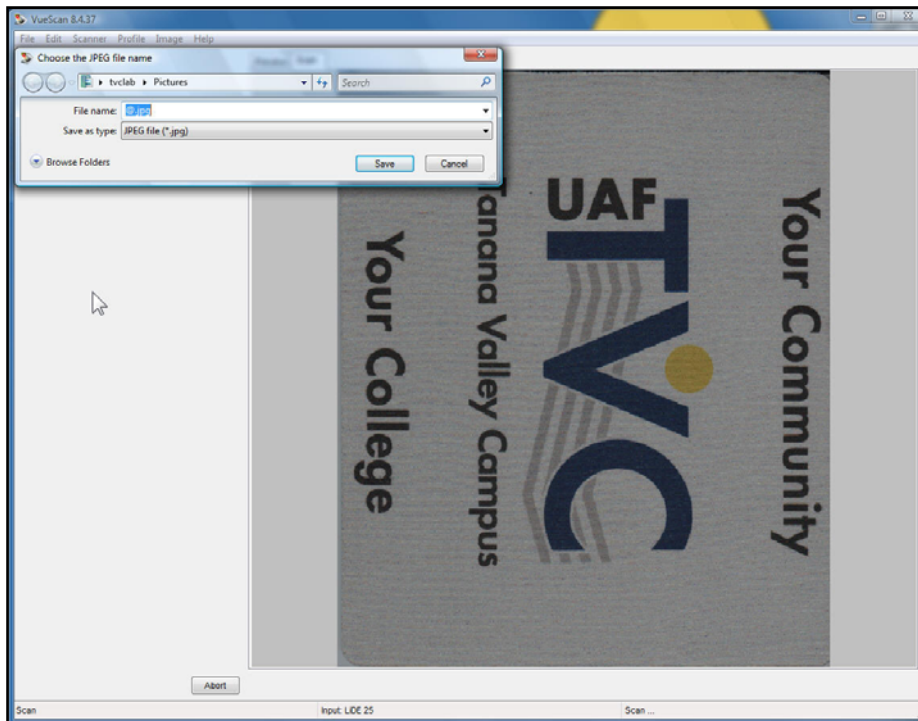 VueScan 8.4.37
File Edit Scanner Profile Image Help
Choose the JPEG file name
tvclab Pictures
Search
File name: @.jpg
Save as type: JPEG file (*.jpg)
Browse Folders
Save Cancel
Your Community
UAF
TVC
Tanana Valley Campus
Your College
Abort
Scan Input: LiDE 25 Scan ...